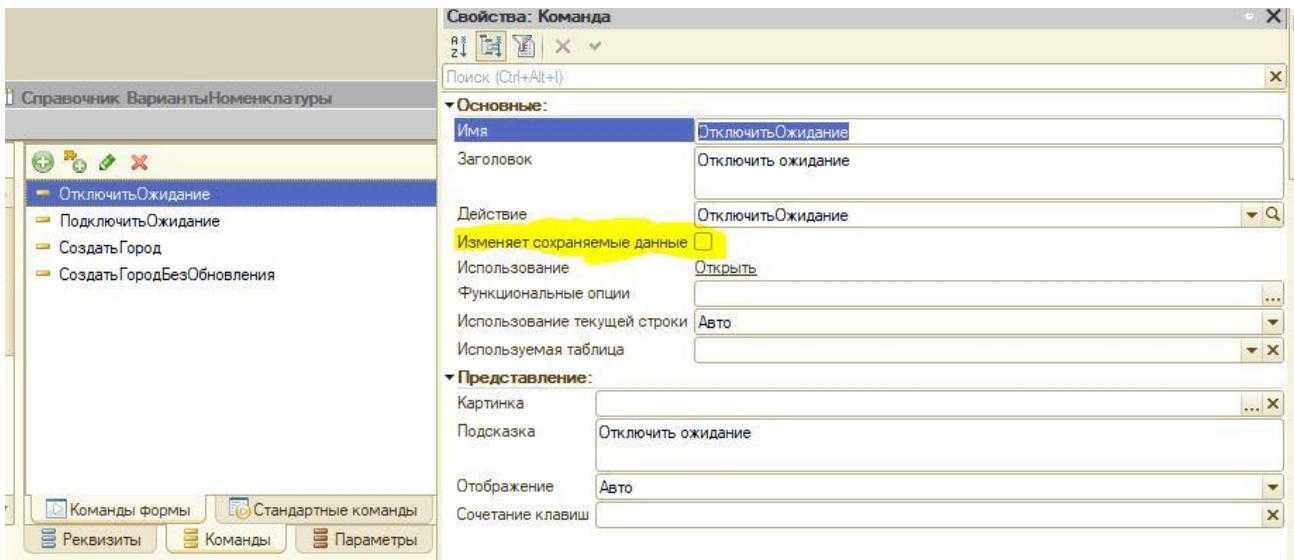 Свойства: Команда
Поиск (Ctrl+Alt+I)
Справочник ВариантыНоменклатуры
ОтключитьОжидание
ПодключитьОжидание
СоздатьГород
СоздатьГородБезОбновления
Команды формы
Стандартные команды
Реквизиты
Команды
Параметры
Основные:
Имя ОтключитьОжидание
Заголовок Отключить ожидание
Действие ОтключитьОжидание
Изменяет сохраняемые данные
Использование Открыть
Функциональные опции
Использование текущей строки Авто
Используемая таблица
Представление:
Картинка
Подсказка Отключить ожидание
Отображение Авто
Сочетание клавиш